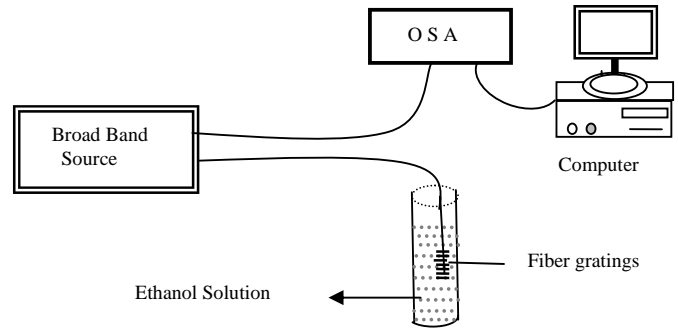 O S A
Broad Band
Source
Computer
Fiber gratings
Ethanol Solution